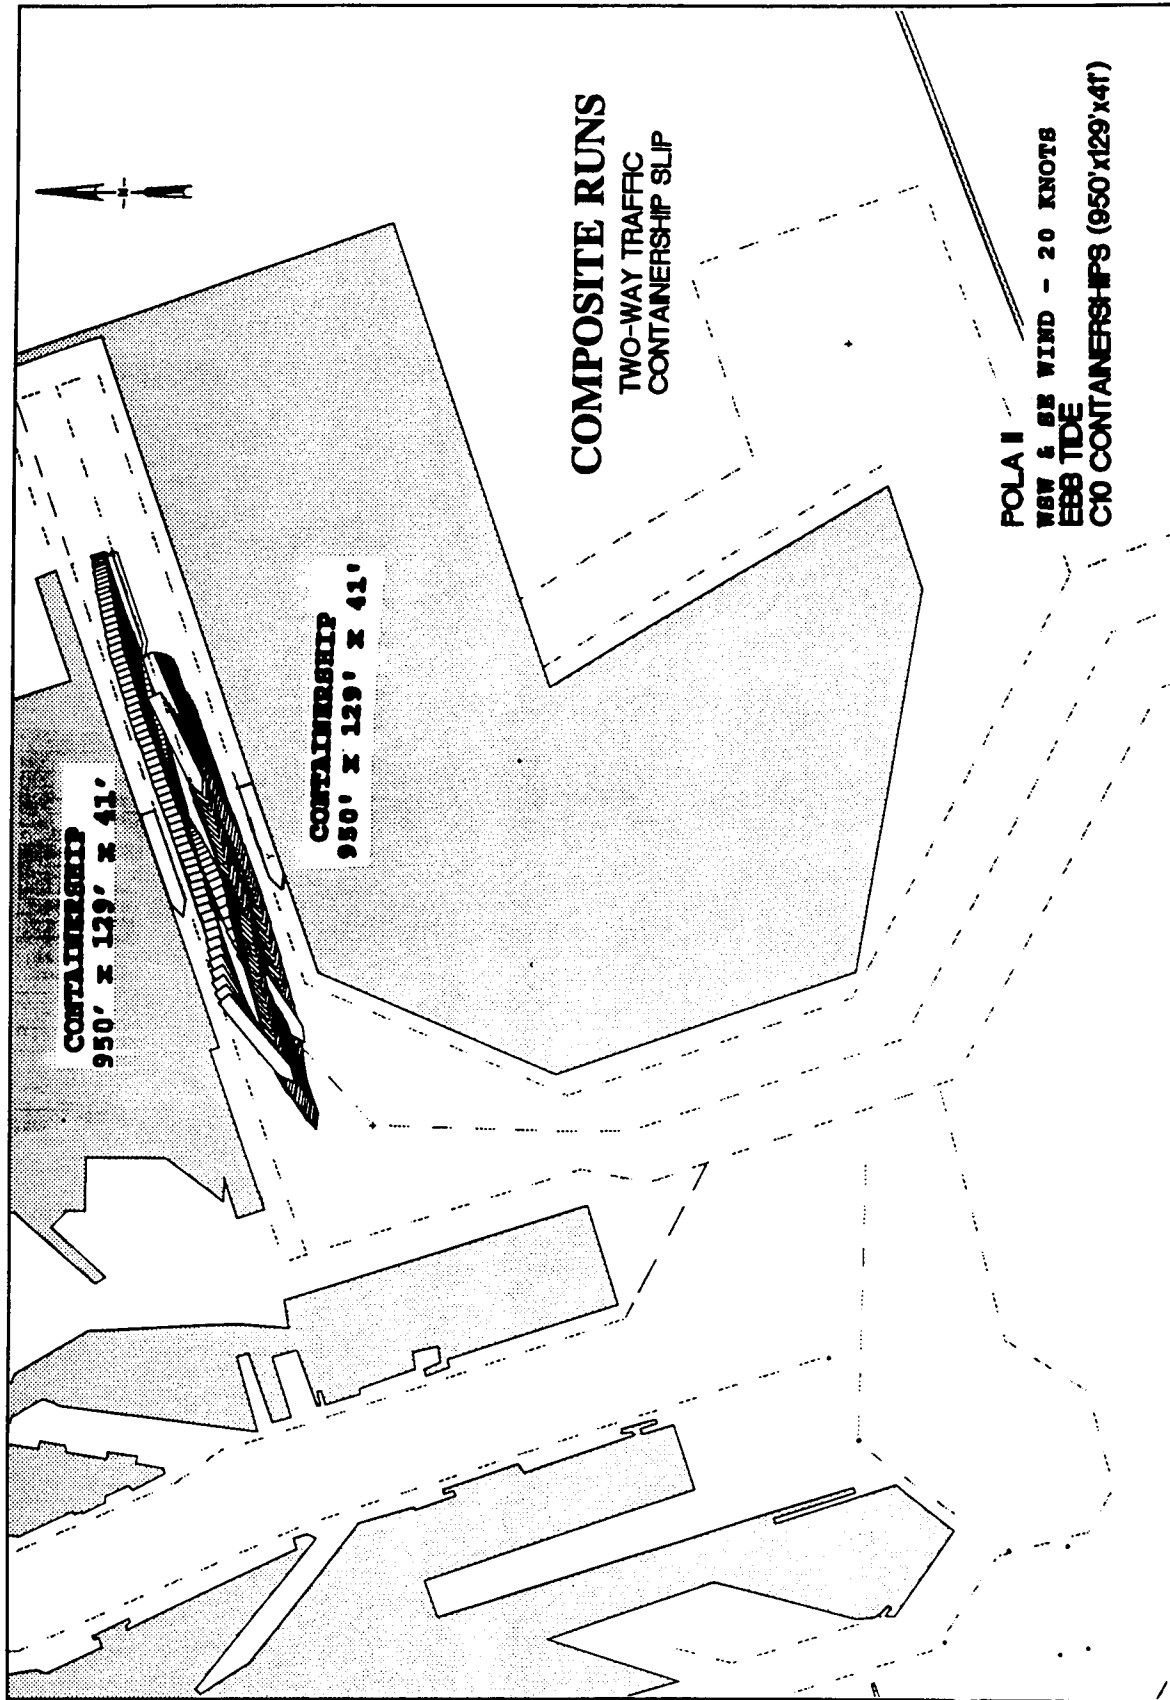 COMPOSITE RUNS
TWO-WAY TRAFFIC
CONTAINERSHIP SLIP
CONTAINERSHIP
950' X 129' X 41'
CONTAINERSHIP
950' X 129' X 41'
POLA II
WSW & SE WIND - 20 KNOTS
EBB TIDE
C10 CONTAINERSHIPS (950'x129'x41')